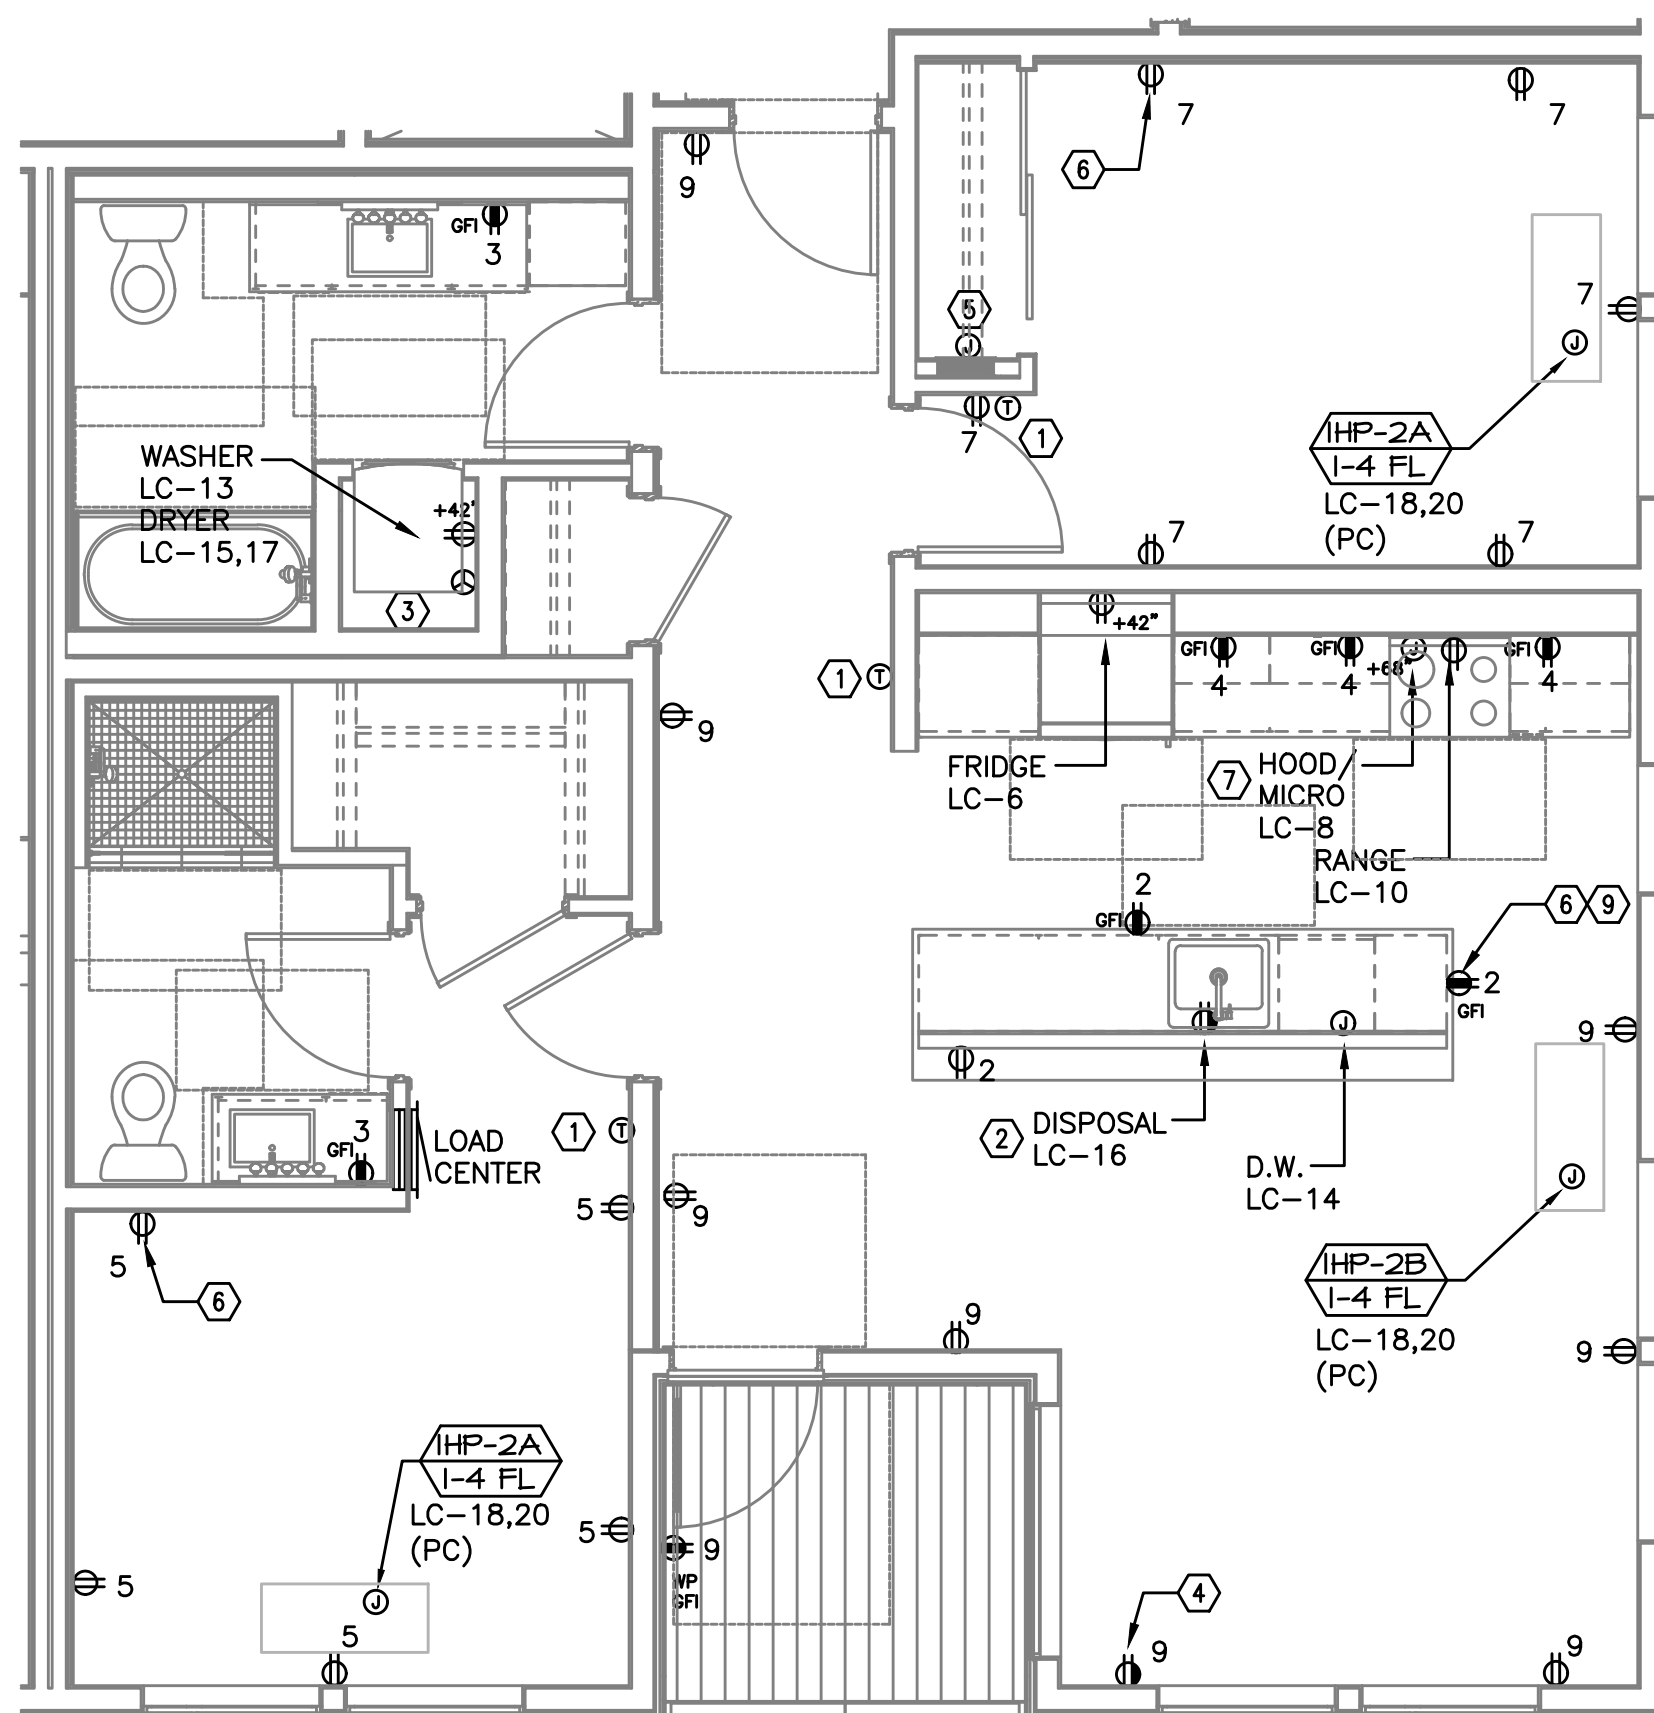 7
7
6
9
GFI
3
7
5
J
J
7
T
1
IHP-2A
1-4 FL
LC-18,20
(PC)
WASHER
LC-13
DRYER
LC-15,17
+42"
3
7
7
+42"
GFI
4
GFI
4
J
+68"
GFI
4
1
T
9
FRIDGE
LC-6
7
HOOD/
MICRO
LC-8
RANGE
LC-10
2
GFI
6
9
2
GFI
9
J
2
DISPOSAL
LC-16
2
D.W.
LC-14
J
IHP-2B
1-4 FL
LC-18,20
(PC)
3
GFI
LOAD
CENTER
1
T
5
9
5
6
9
9
IHP-2A
1-4 FL
LC-18,20
(PC)
5
9
WP
GFI
5
J
5
4
9
9